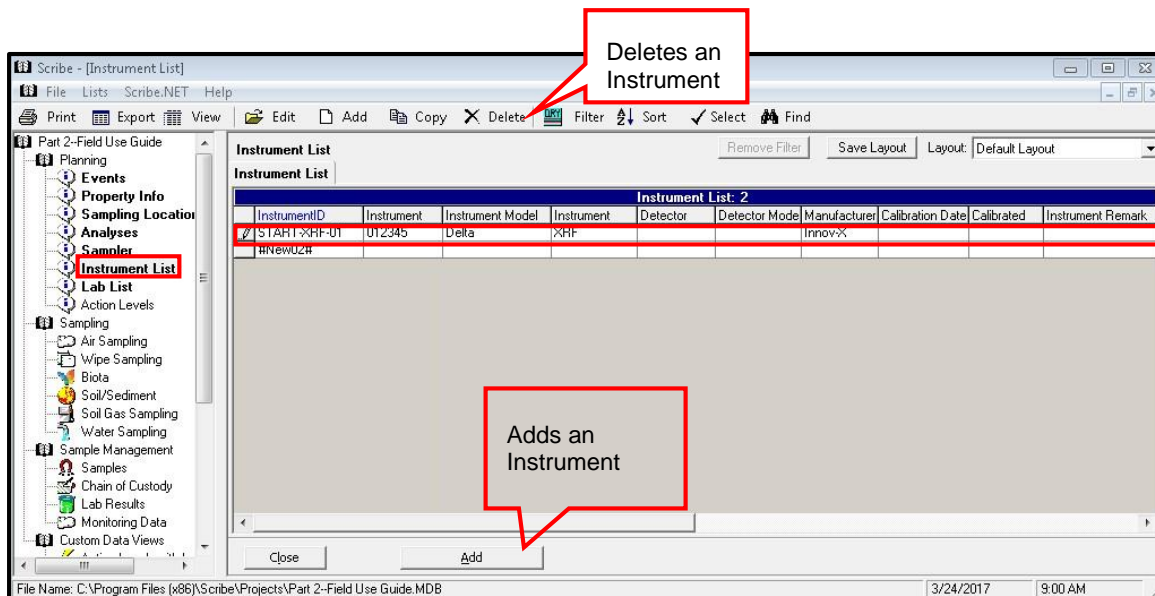 Deletes an
Instrument
Scribe - [Instrument List]
File Lists Scribe.NET Help
Print Export View Edit Add Copy Delete Filter Sort Select Find
Part 2--Field Use Guide
Planning
Events
Property Info
Sampling Location
Analyses
Sampler
Instrument List
Lab List
Action Levels
Sampling
Air Sampling
Wipe Sampling
Biota
Soil/Sediment
Soil Gas Sampling
Water Sampling
Sample Management
Samples
Chain of Custody
Lab Results
Monitoring Data
Custom Data Views
Instrument List
Remove Filter Save Layout Layout: Default Layout
Instrument List
Instrument List: 2
InstrumentID Instrument Instrument Model Instrument Detector Detector Mode Manufacturer Calibration Date Calibrated Instrument Remark
START-XRF-01 012345 Delta XRF Innov-X
#New02#
Adds an
Instrument
Close Add
File Name: C:\Program Files (x86)\Scribe\Projects\Part 2--Field Use Guide.MDB 3/24/2017 9:00 AM